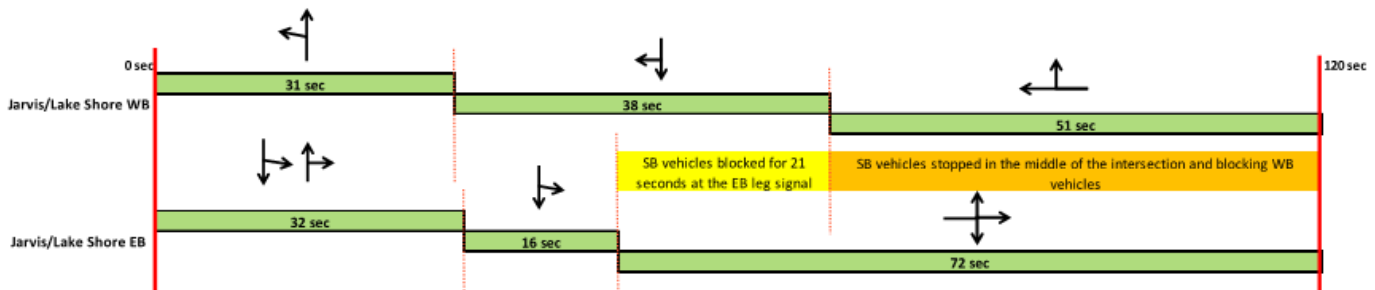 0 sec
120 sec
31 sec
Jarvis/Lake Shore WB
38 sec
51 sec
SB vehicles blocked for 21
seconds at the EB leg signal
SB vehicles stopped in the middle of the intersection and blocking WB
vehicles
32 sec
Jarvis/Lake Shore EB
16 sec
72 sec